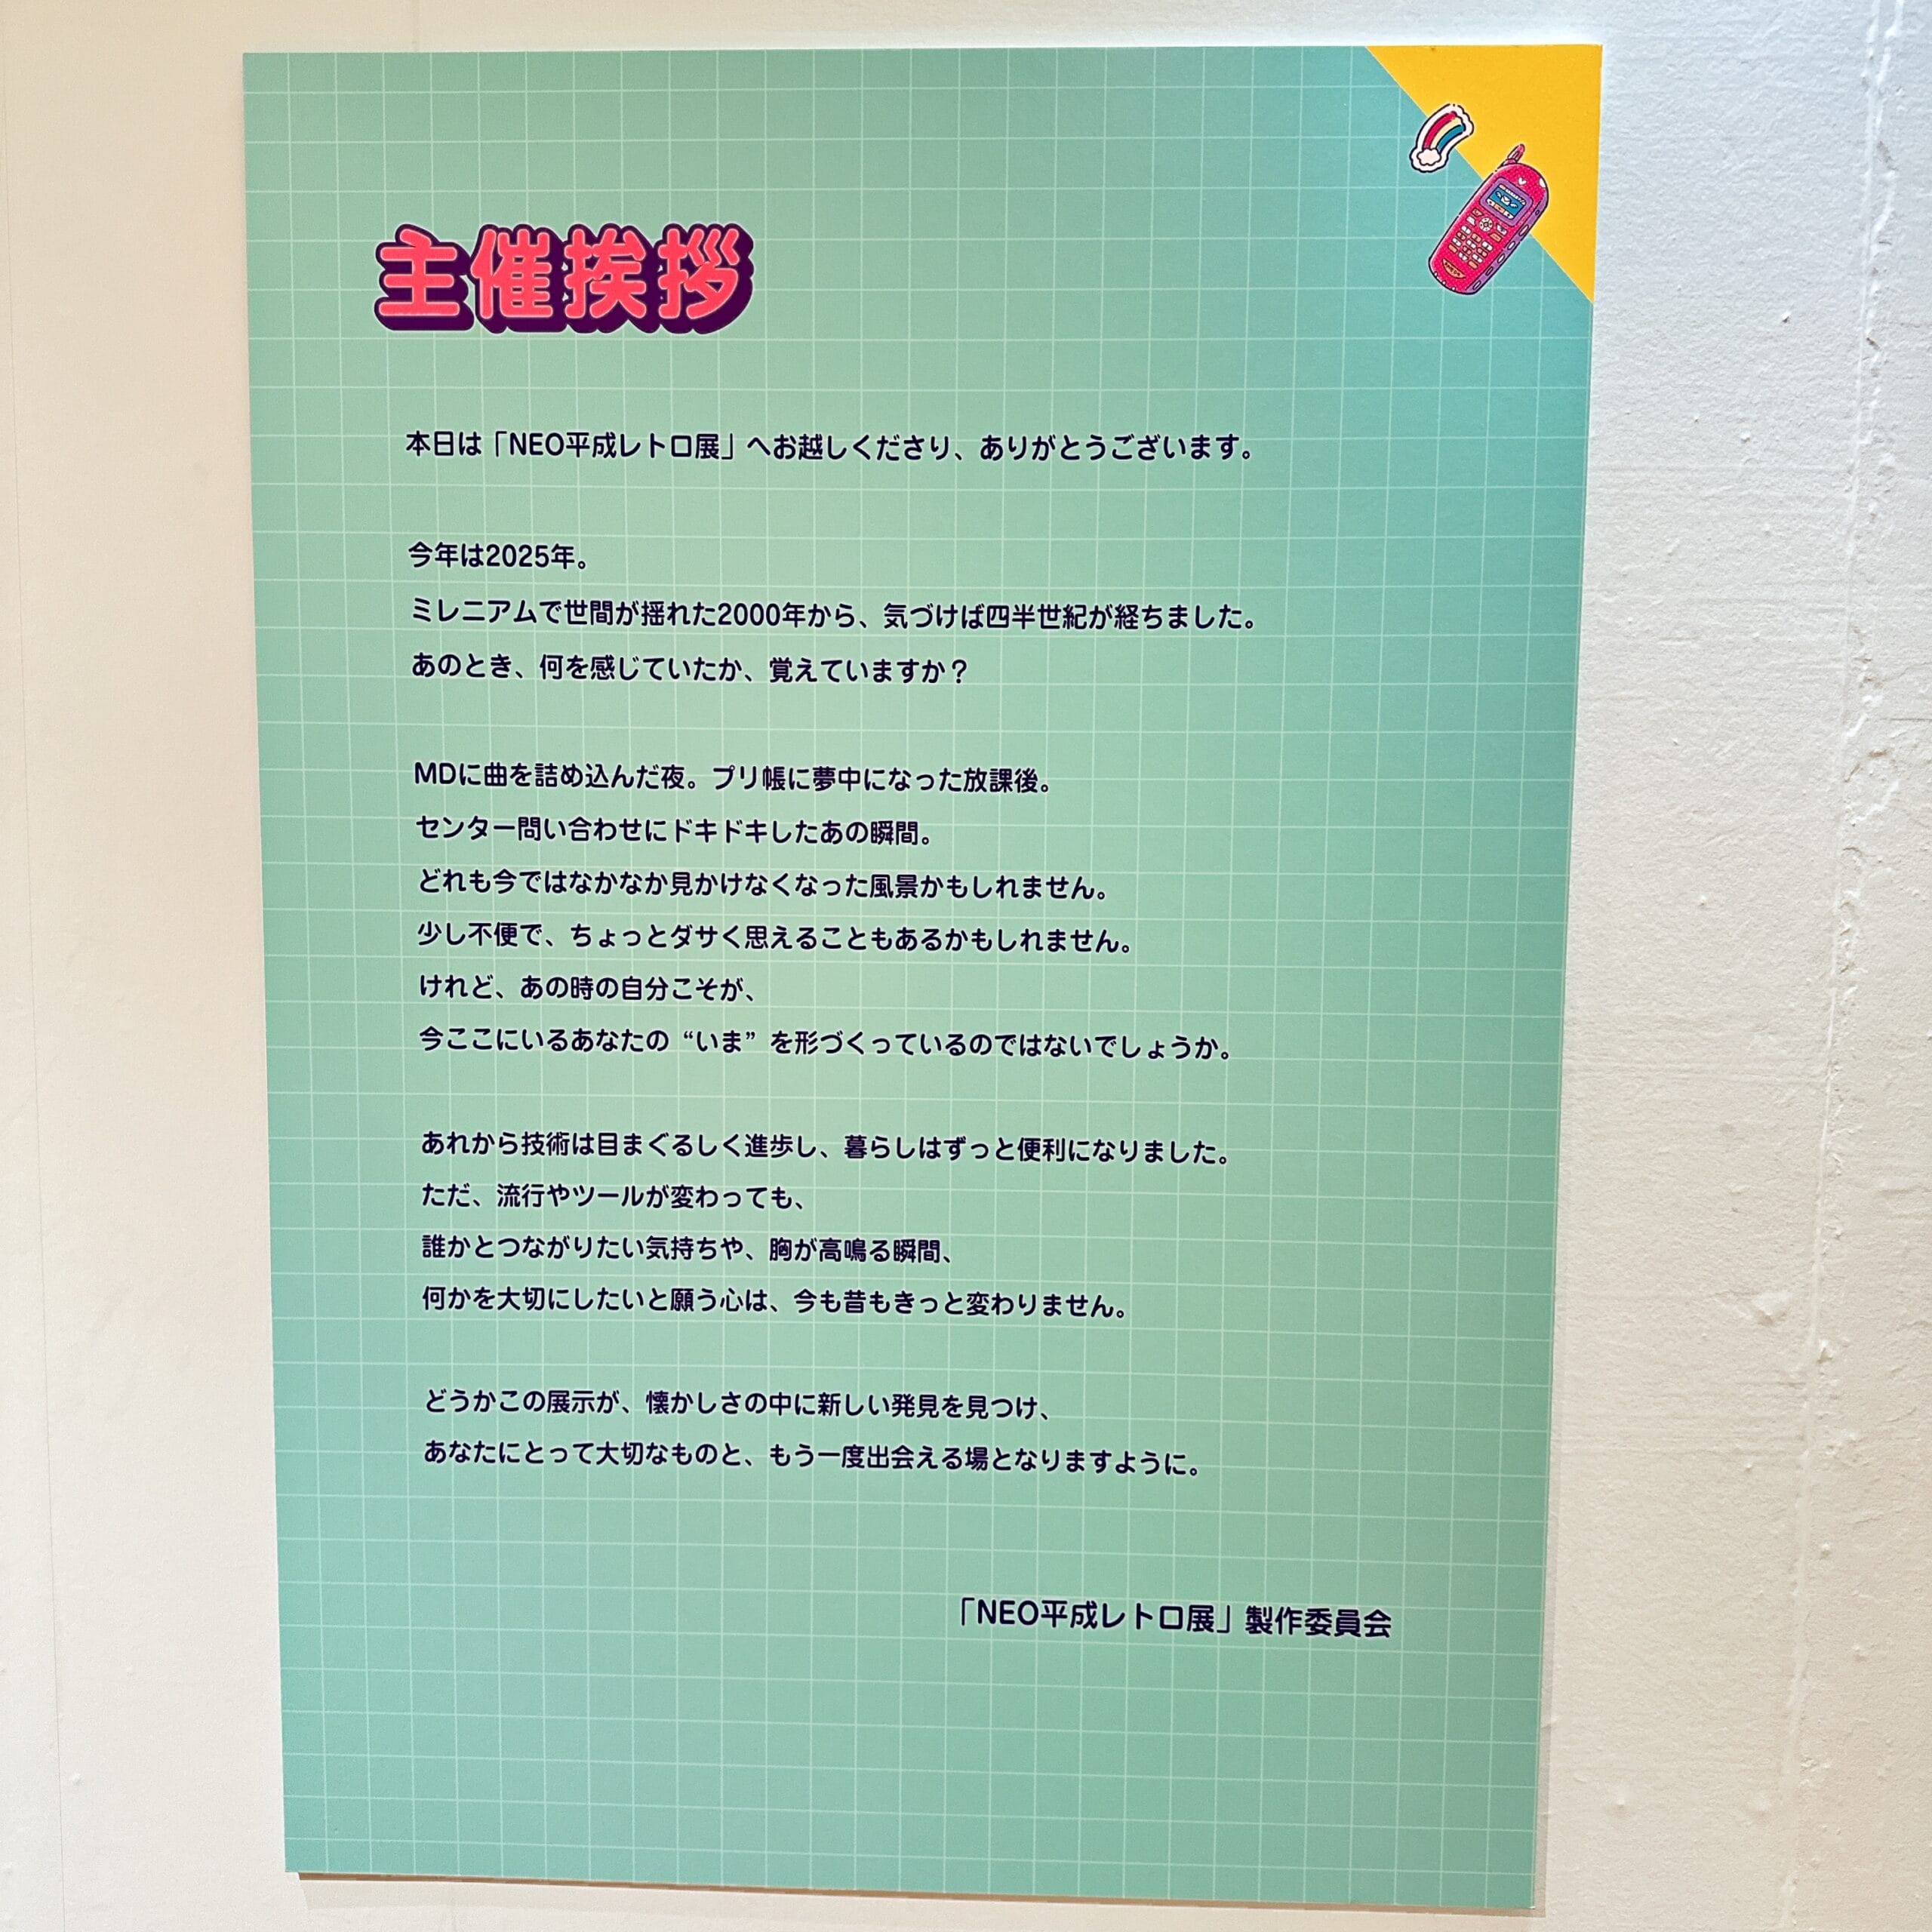 主催挨拶
本日は「NEO平成レトロ展」へお越しくださり、ありがとうございます。
今年は2025年。
ミレニアムで世間が揺れた2000年から、気づけば四半世紀が経ちました。
あのとき、何を感じていたか、覚えていますか？
MDに曲を詰め込んだ夜。プリ帳に夢中になった放課後。
センター問い合わせにドキドキしたあの瞬間。
どれも今ではなかなか見かけなくなった風景かもしれません。
少し不便で、ちょっとダサく思えることもあるかもしれません。
けれど、あの時の自分こそが、
今ここにいるあなたの“いま”を形づくっているのではないでしょうか。
あれから技術は目まぐるしく進歩し、暮らしはずっと便利になりました。
ただ、流行やツールが変わっても、
誰かとつながりたい気持ちや、胸が高鳴る瞬間、
何かを大切にしたいと願う心は、今も昔もきっと変わりません。
どうかこの展示が、懐かしさの中に新しい発見を見つけ、
あなたにとって大切なものと、もう一度出会える場となりますように。
「NEO平成レトロ展」製作委員会